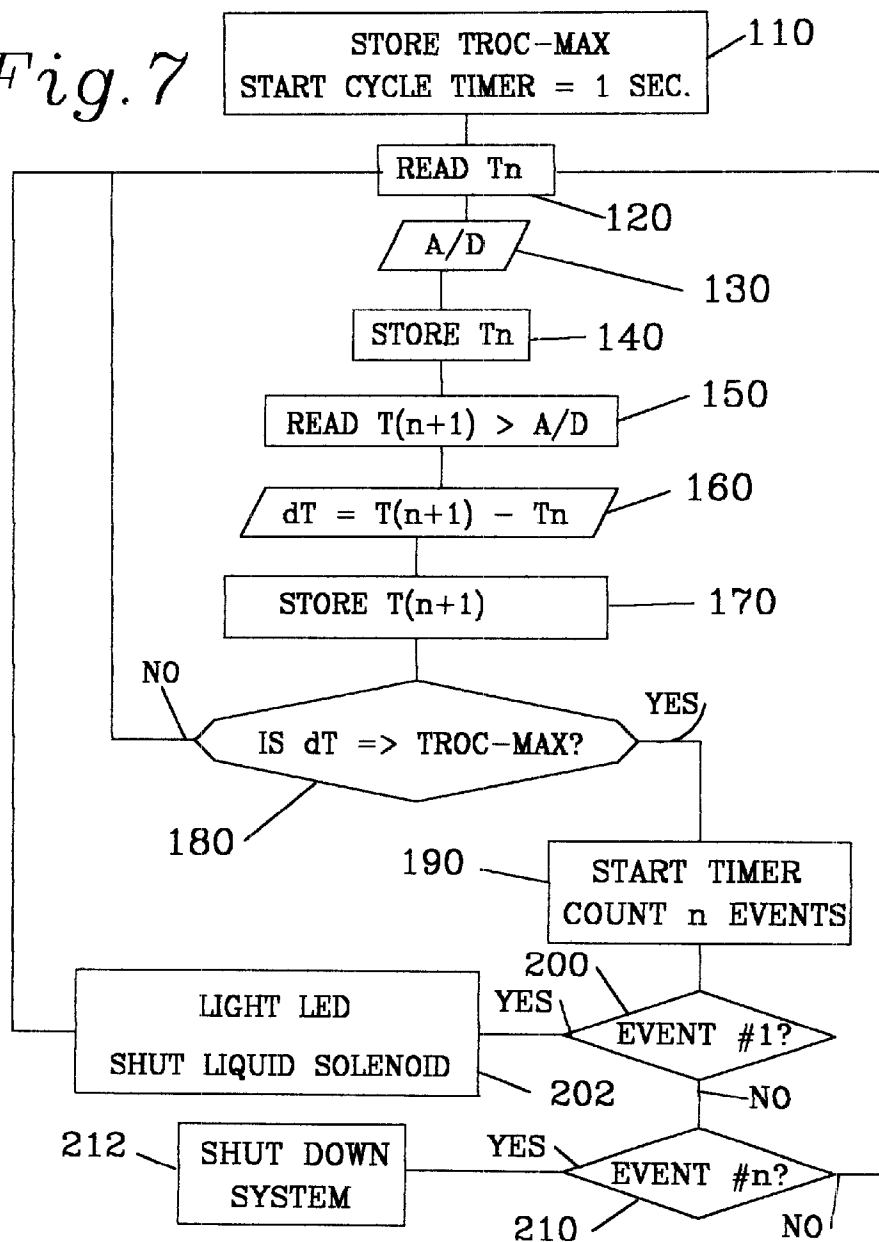 Fig. 7
STORE TROC-MAX
START CYCLE TIMER = 1 SEC.
110
READ Tn
120
A/D
130
STORE Tn
140
READ T(n+1) > A/D
150
dT = T(n+1) - Tn
160
STORE T(n+1)
170
NO
YES
IS dT => TROC-MAX?
180
190
START TIMER
COUNT n EVENTS
200
YES
EVENT #1?
LIGHT LED
SHUT LIQUID SOLENOID
202
NO
212
SHUT DOWN
SYSTEM
YES
EVENT #n?
210
NO